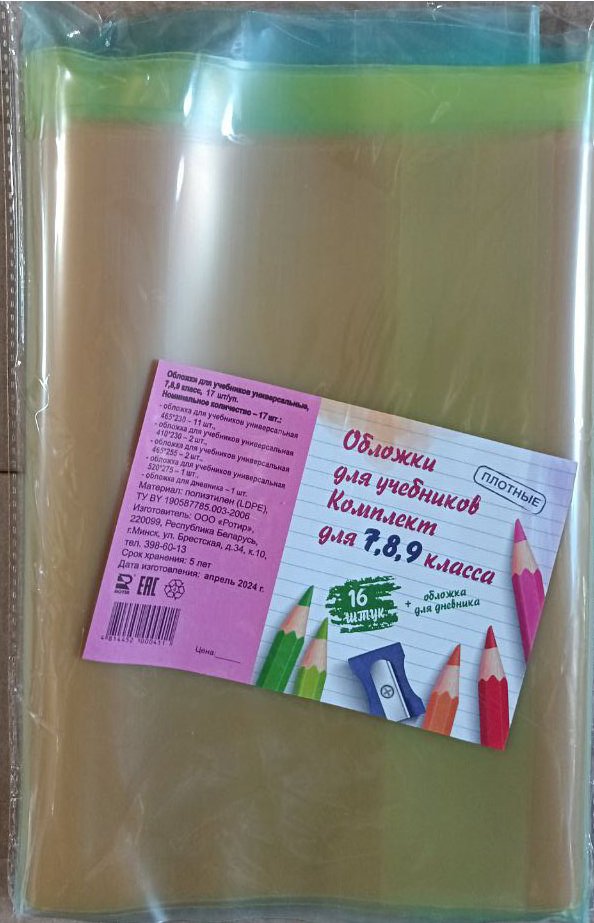 Обложки для учебников универсальные,
7,8,9 класс, 17 шт/уп.
Номинальное количество – 17 шт.:
- обложка для учебников универсальная
465*230 – 11 шт.,
- обложка для учебников универсальная
410*230 – 2 шт.,
- обложка для учебников универсальная
465*255 – 2 шт.,
- обложка для учебников универсальная
520*275 – 1 шт.,
- обложка для дневника – 1 шт.
Материал: полиэтилен (LDPE),
ТУ BY 190587785.003-2006
Изготовитель: ООО «Ротир»,
220099, Республика Беларусь,
г.Минск, ул. Брестская, д.34, к.10,
тел. 398-60-13
Срок хранения: 5 лет
Дата изготовления: апрель 2024 г.
ЕАС
Цена
Обложки
для учебников
Комплект
для 7,8,9 класса
ПЛОТНЫЕ
16
штук
+ обложка
для дневника